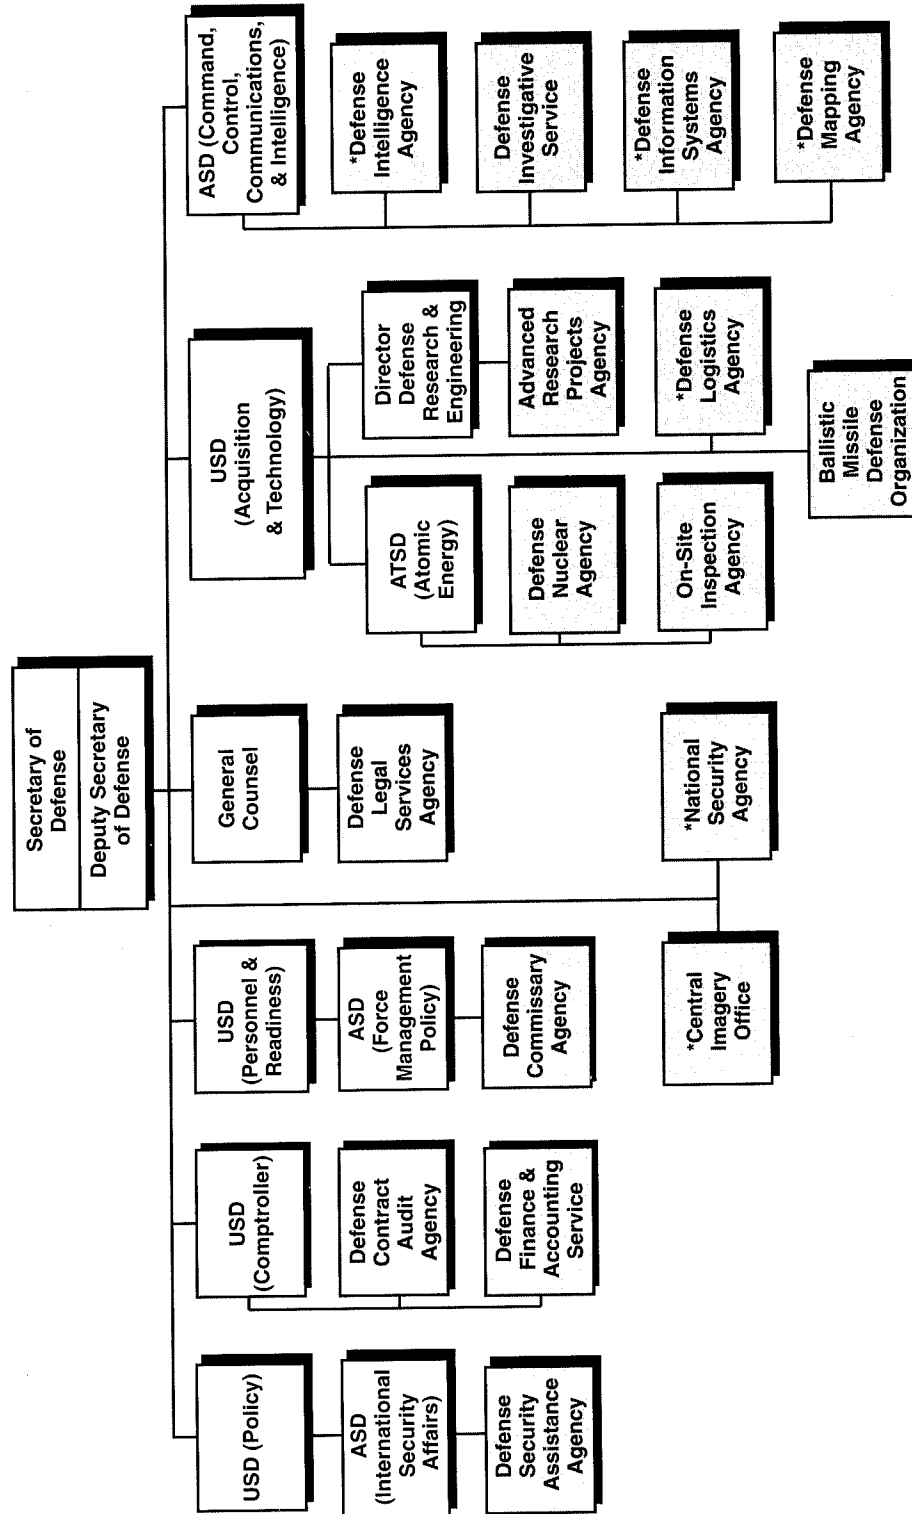 Secretary of
Defense
Deputy Secretary
of Defense
USD (Policy)
ASD
(International
Security
Affairs)
Defense
Security
Assistance
Agency
USD
(Comptroller)
Defense
Contract
Audit
Agency
Defense
Finance &
Accounting
Service
USD
(Personnel &
Readiness)
ASD
(Force
Management
Policy)
Defense
Commissary
Agency
*Central
Imagery
Office
*National
Security
Agency
General
Counsel
Defense
Legal
Services
Agency
USD
(Acquisition
& Technology)
ATSD
(Atomic
Energy)
Defense
Nuclear
Agency
On-Site
Inspection
Agency
Director
Defense
Research &
Engineering
Advanced
Research
Projects
Agency
*Defense
Logistics
Agency
Ballistic
Missile
Defense
Organization
ASD (Command,
Control,
Communications,
& Intelligence)
*Defense
Intelligence
Agency
Defense
Investigative
Service
*Defense
Information
Systems
Agency
*Defense
Mapping
Agency